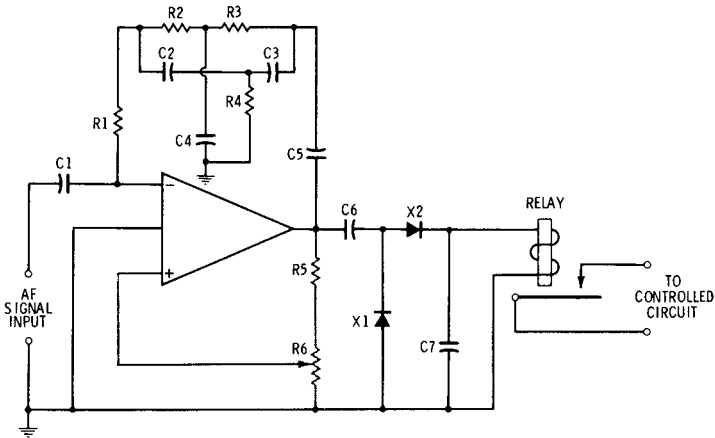 R2
R3
C2
C3
R4
R1
C4
C5
C1
−
+
C6
X2
RELAY
R5
X1
R6
C7
AF
SIGNAL
INPUT
TO
CONTROLLED
CIRCUIT